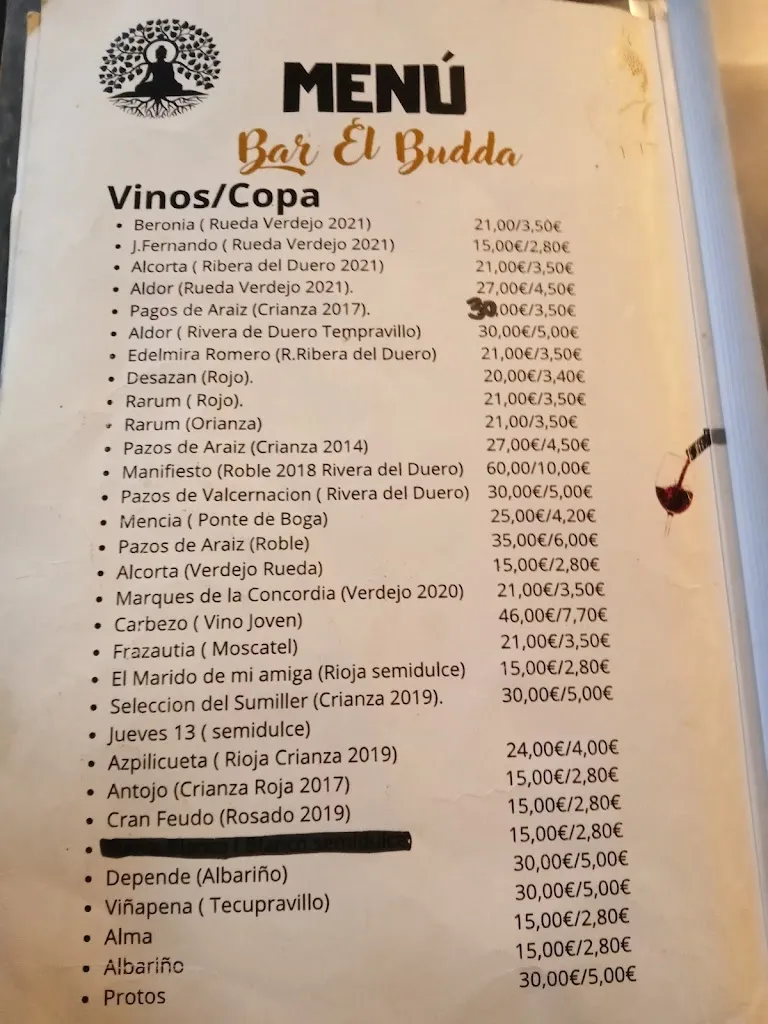 MENÚ
Bar Él Budda
Vinos/Copa
• Beronia ( Rueda Verdejo 2021) 21,00/3,50€
• J.Fernando ( Rueda Verdejo 2021) 15,00€/2,80€
• Alcorta ( Ribera del Duero 2021) 21,00€/3,50€
• Aldor (Rueda Verdejo 2021). 27,00€/4,50€
• Pagos de Araiz (Crianza 2017). 30,00€/3,50€
• Aldor ( Rivera de Duero Tempravillo) 30,00€/5,00€
• Edelmira Romero (R.Ribera del Duero) 21,00€/3,50€
• Desazan (Rojo). 20,00€/3,40€
• Rarum ( Rojo). 21,00€/3,50€
• Rarum (Orianza) 21,00/3,50€
• Pazos de Araiz (Crianza 2014) 27,00€/4,50€
• Manifiesto (Roble 2018 Rivera del Duero) 60,00/10,00€
• Pazos de Valcernacion ( Rivera del Duero) 30,00€/5,00€
• Mencia ( Ponte de Boga) 25,00€/4,20€
• Pazos de Araiz (Roble) 35,00€/6,00€
• Alcorta (Verdejo Rueda) 15,00€/2,80€
• Marques de la Concordia (Verdejo 2020) 21,00€/3,50€
• Carbezo ( Vino Joven) 46,00€/7,70€
• Frazautia ( Moscatel) 21,00€/3,50€
• El Marido de mi amiga (Rioja semidulce) 15,00€/2,80€
• Seleccion del Sumiller (Crianza 2019). 30,00€/5,00€
• Jueves 13 ( semidulce)
• Azpilicueta ( Rioja Crianza 2019) 24,00€/4,00€
• Antojo (Crianza Roja 2017) 15,00€/2,80€
• Cran Feudo (Rosado 2019) 15,00€/2,80€
• 15,00€/2,80€
• Depende (Albariño) 30,00€/5,00€
• Viñapena ( Tecupravillo) 30,00€/5,00€
• Alma 15,00€/2,80€
• Albariño 15,00€/2,80€
• Protos 30,00€/5,00€